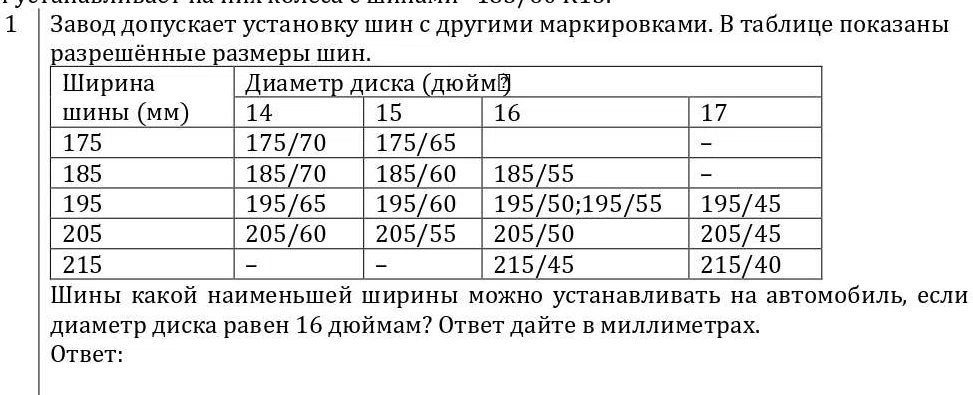 185/60 R15.
1 Завод допускает установку шин с другими маркировками. В таблице показаны
разрешённые размеры шин.
Ширина шины (мм) Диаметр диска (дюйм)
14 15 16 17
175 175/70 175/65 –
185 185/70 185/60 185/55 –
195 195/65 195/60 195/50;195/55 195/45
205 205/60 205/55 205/50 205/45
215 – – 215/45 215/40
Шины какой наименьшей ширины можно устанавливать на автомобиль, если
диаметр диска равен 16 дюймам? Ответ дайте в миллиметрах.
Ответ: